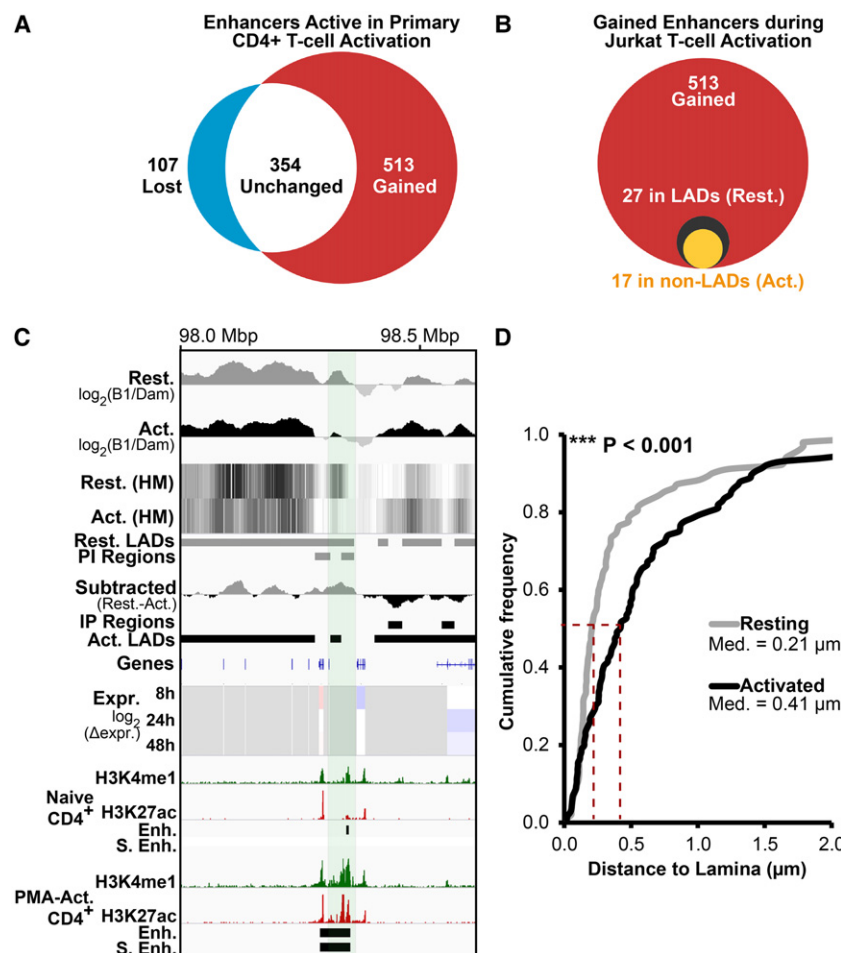 A
Enhancers Active in Primary
CD4+ T-cell Activation
107
Lost
354
Unchanged
513
Gained
B
Gained Enhancers during
Jurkat T-cell Activation
513
Gained
27 in LADs (Rest.)
17 in non-LADs (Act.)
C
98.0 Mbp
98.5 Mbp
Rest.
log2(B1/Dam)
Act.
log2(B1/Dam)
Rest. (HM)
Act. (HM)
Rest. LADs
PI Regions
Subtracted
(Rest.-Act.)
IP Regions
Act. LADs
Genes
Expr.
log2
(Δexpr.)
8h
24h
48h
H3K4me1
Naive
CD4+
H3K27ac
Enh.
S. Enh.
H3K4me1
PMA-Act.
CD4+
H3K27ac
Enh.
S. Enh.
D
*** P < 0.001
Cumulative frequency
1.0
0.8
0.6
0.4
0.2
0.0
Resting
Med. = 0.21 µm
Activated
Med. = 0.41 µm
0.0
0.5
1.0
1.5
2.0
Distance to Lamina (µm)